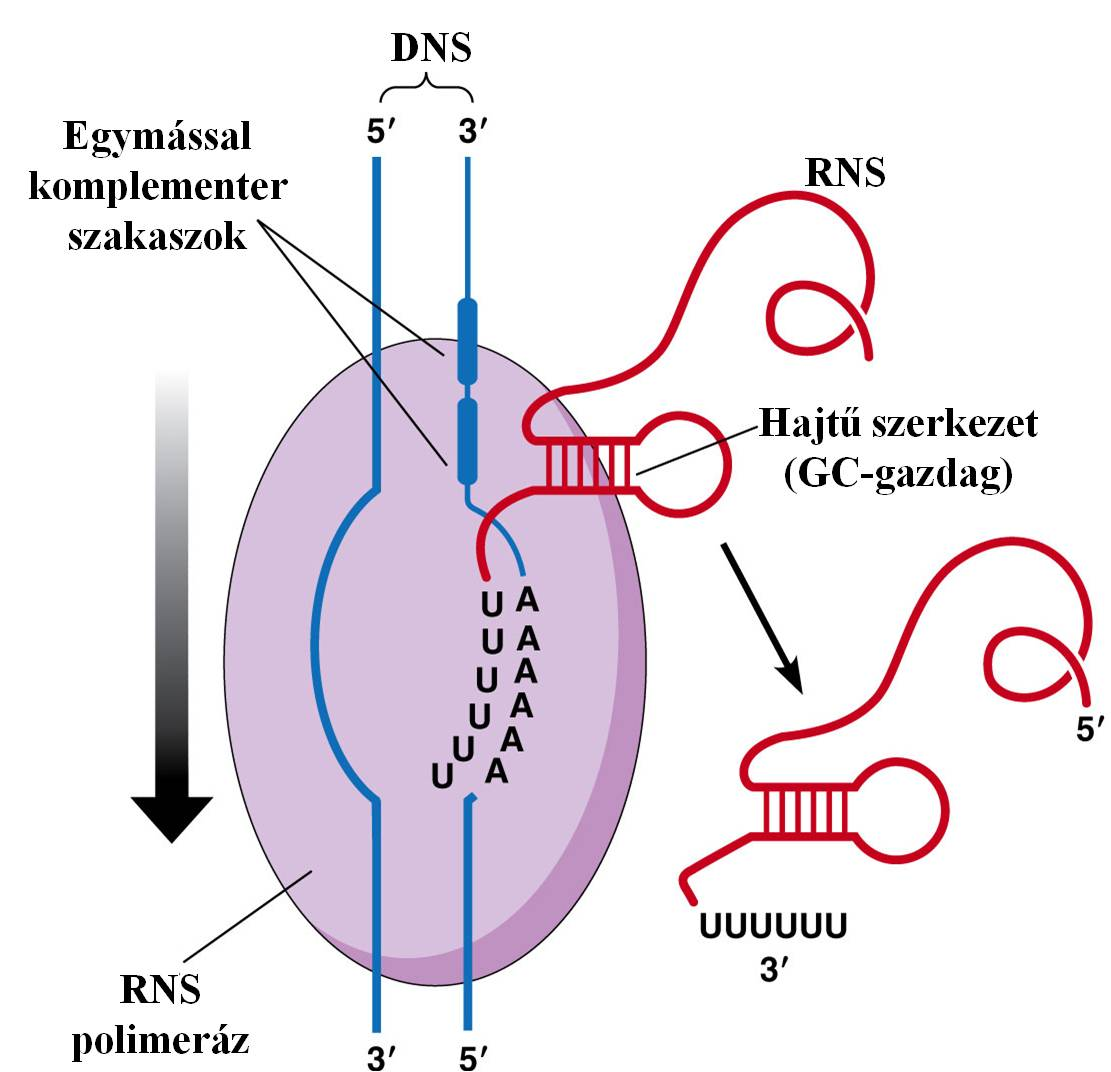 DNS
5′ 3′
Egymással
komplementer
szakaszok
RNS
Hajtű szerkezet
(GC-gazdag)
U A
U A
U A
U A
U A
U A
5′
UUUUUU
3′
RNS
polimeráz
3′ 5′